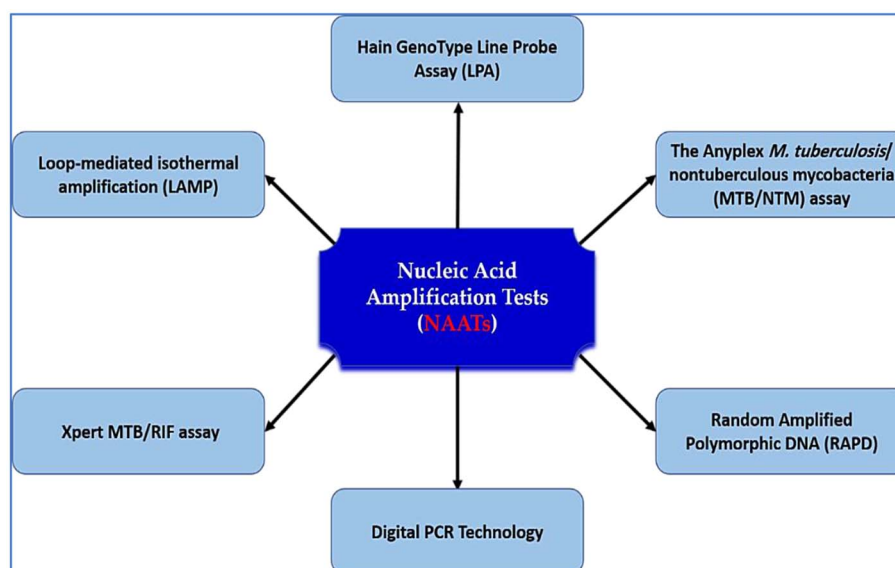 Hain GenoType Line Probe
Assay (LPA)
Loop-mediated isothermal
amplification (LAMP)
The Anyplex M. tuberculosis/
nontuberculous mycobacteria
(MTB/NTM) assay
Nucleic Acid
Amplification Tests
(NAATs)
Xpert MTB/RIF assay
Random Amplified
Polymorphic DNA (RAPD)
Digital PCR Technology